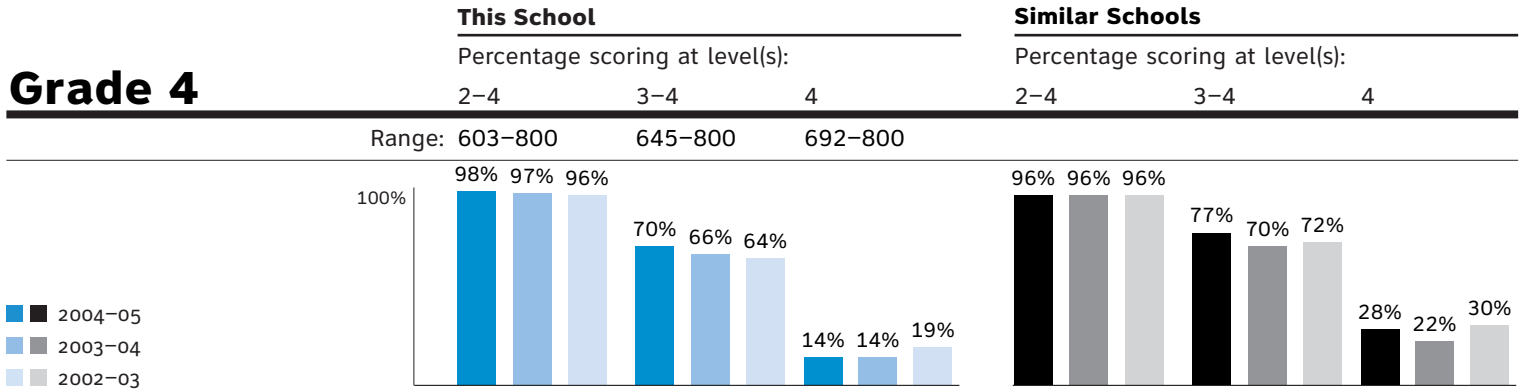 This School Similar Schools
Percentage scoring at level(s): Percentage scoring at level(s):
Grade 4 2–4 3–4 4 2–4 3–4 4
Range: 603–800 645–800 692–800
98% 97% 96% 96% 96% 96%
100%
70% 66% 64% 77% 70% 72%
14% 14% 19% 28% 22% 30%
2004–05
2003–04
2002–03